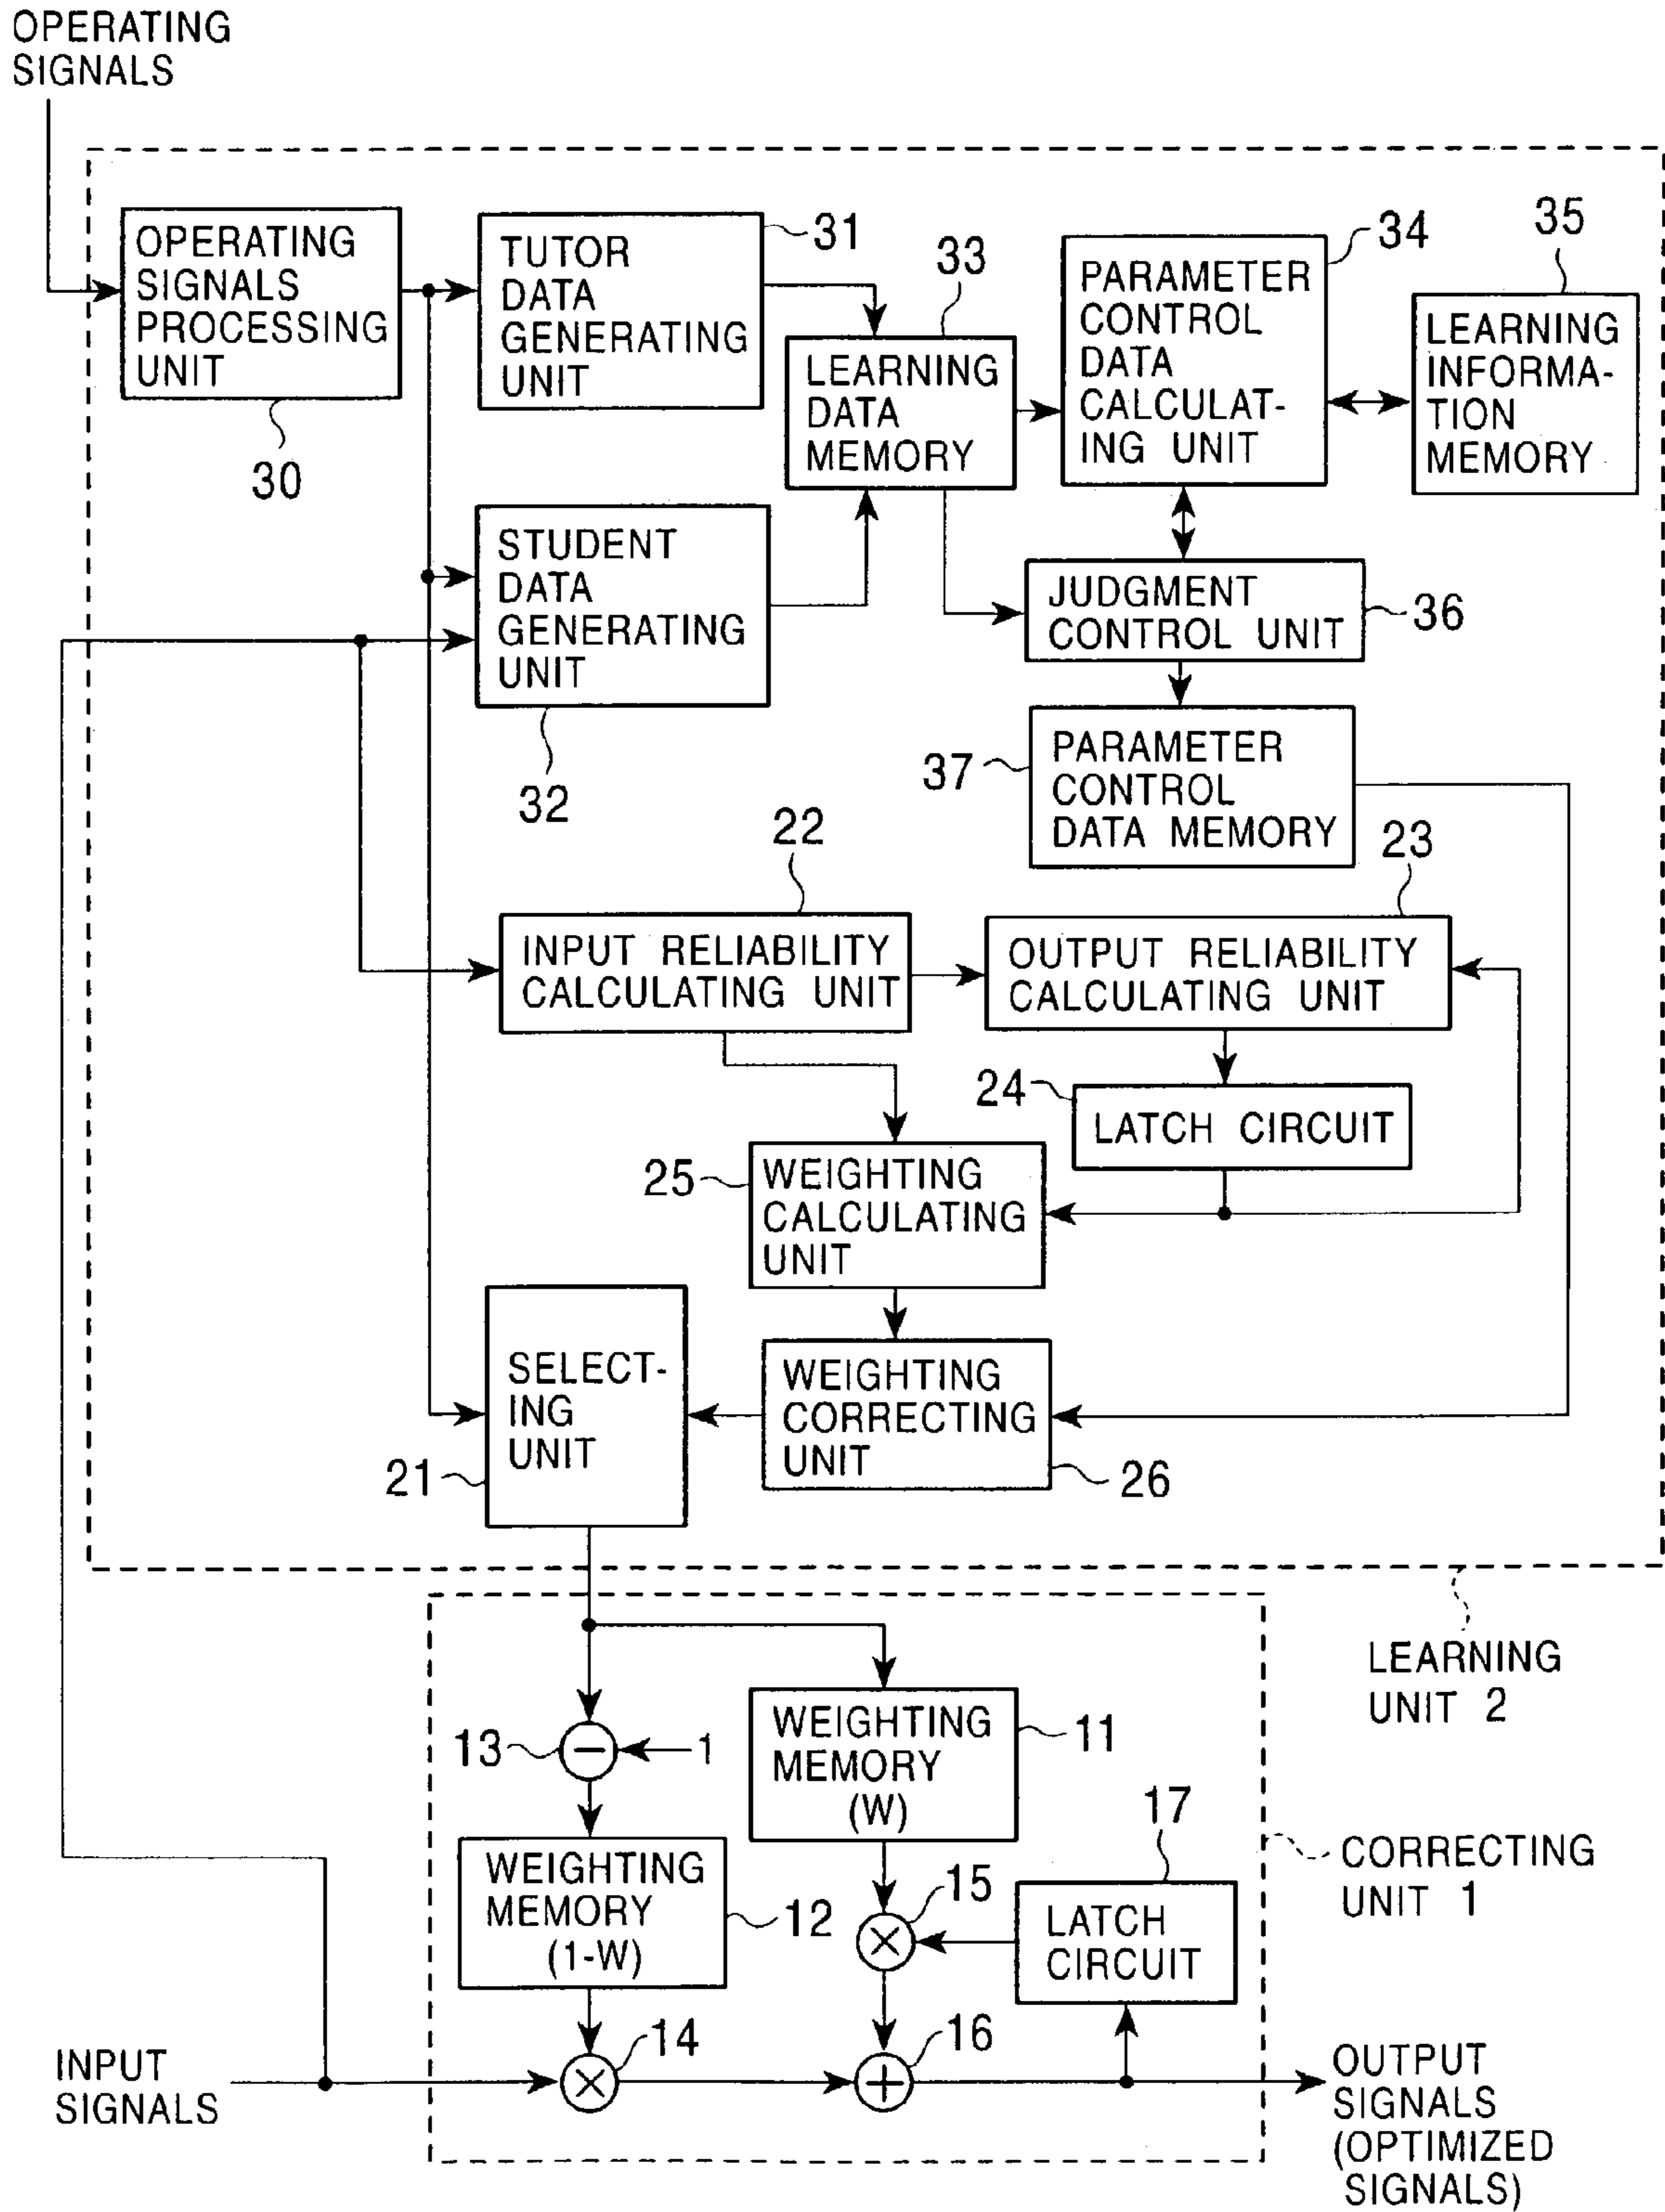 OPERATING
SIGNALS
OPERATING
SIGNALS
PROCESSING
UNIT
30
TUTOR
DATA
GENERATING
UNIT
31
33
LEARNING
DATA
MEMORY
34
PARAMETER
CONTROL
DATA
CALCULAT-
ING UNIT
35
LEARNING
INFORMA-
TION
MEMORY
STUDENT
DATA
GENERATING
UNIT
32
JUDGMENT
CONTROL UNIT
36
37
PARAMETER
CONTROL
DATA MEMORY
22
INPUT RELIABILITY
CALCULATING UNIT
23
OUTPUT RELIABILITY
CALCULATING UNIT
24
LATCH CIRCUIT
25
WEIGHTING
CALCULATING
UNIT
SELECT-
ING
UNIT
21
WEIGHTING
CORRECTING
UNIT
26
LEARNING
UNIT 2
13
−
1
WEIGHTING
MEMORY
(W)
11
WEIGHTING
MEMORY
(1-W)
12
15
×
17
LATCH
CIRCUIT
CORRECTING
UNIT 1
INPUT
SIGNALS
14
×
16
+
OUTPUT
SIGNALS
(OPTIMIZED
SIGNALS)